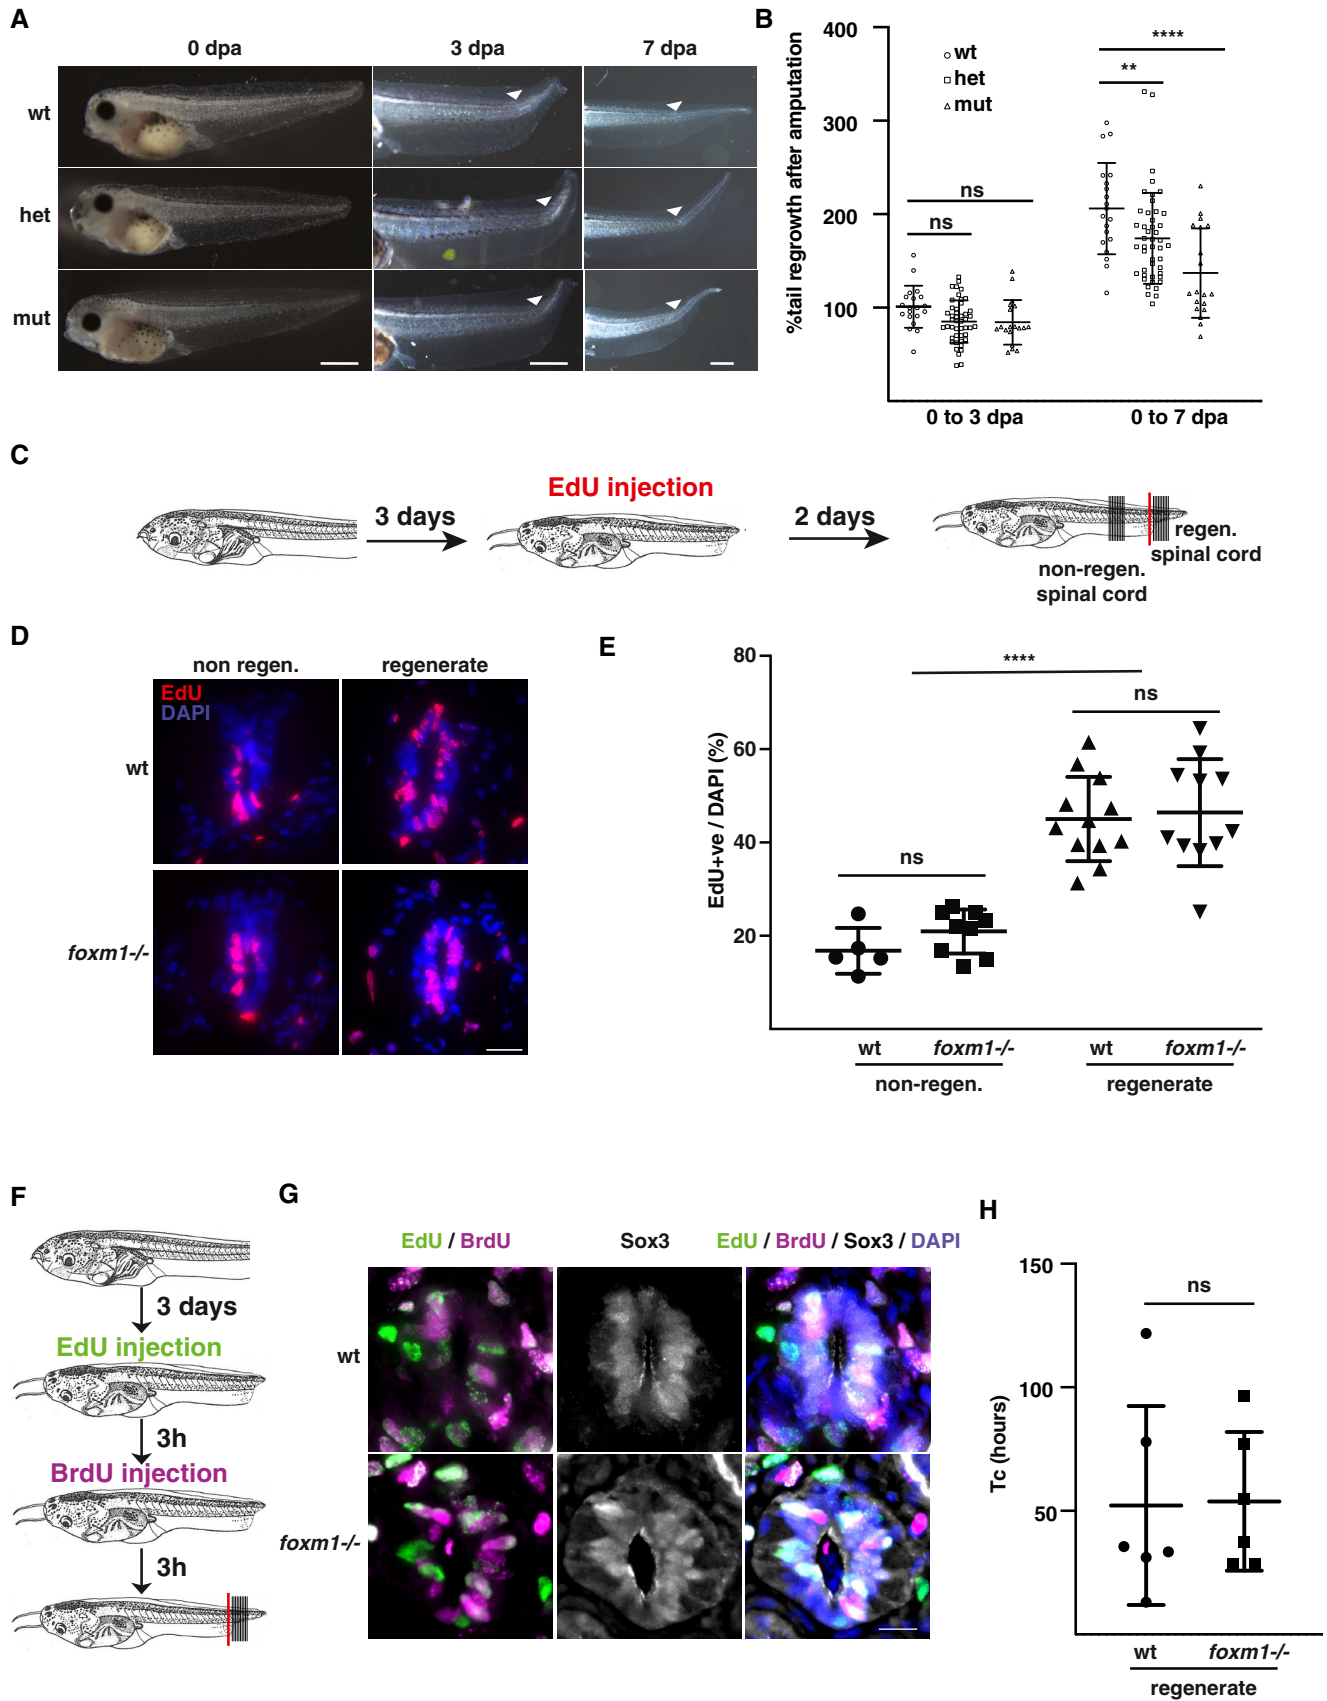 A
0 dpa
3 dpa
7 dpa
wt
het
mut
B
%tail regrowth after amputation
400
300
200
100
wt
het
mut
ns
ns
**
****
0 to 3 dpa
0 to 7 dpa
C
3 days
EdU injection
2 days
non-regen.
spinal cord
regen.
spinal cord
D
non regen.
regenerate
EdU
DAPI
wt
foxm1-/-
E
EdU+ve / DAPI (%)
80
60
40
20
****
ns
ns
wt
foxm1-/-
wt
foxm1-/-
non-regen.
regenerate
F
3 days
EdU injection
3h
BrdU injection
3h
G
EdU / BrdU
Sox3
EdU / BrdU / Sox3 / DAPI
wt
foxm1-/-
H
Tc (hours)
150
100
50
ns
wt
foxm1-/-
regenerate